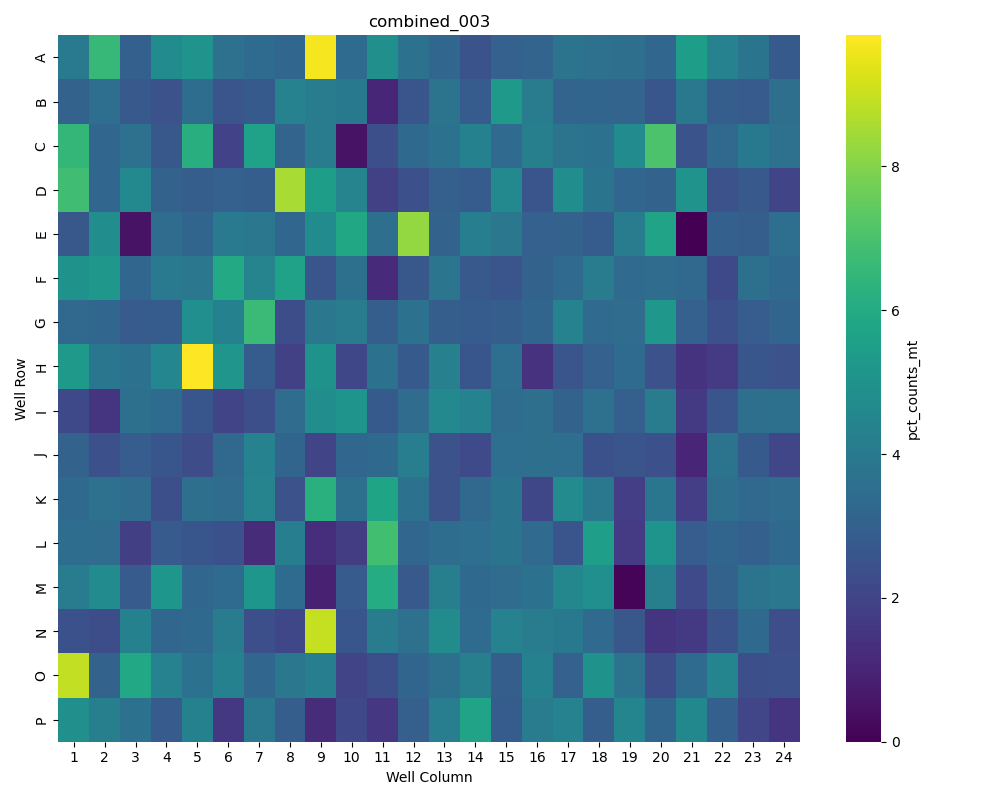 combined_003
Well Row
A
B
C
D
E
F
G
H
I
J
K
L
M
N
O
P
1 2 3 4 5 6 7 8 9 10 11 12 13 14 15 16 17 18 19 20 21 22 23 24
Well Column
8
6
4
2
0
pct_counts_mt